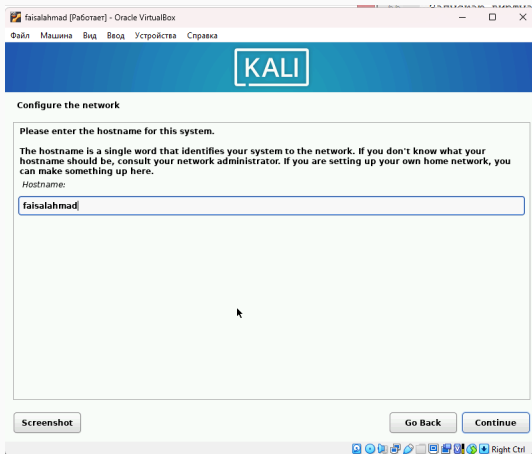 faisalahmad [Работает] - Oracle VirtualBox
Файл Машина Вид Ввод Устройства Справка
KALI
Configure the network
Please enter the hostname for this system.
The hostname is a single word that identifies your system to the network. If you don't know what your
hostname should be, consult your network administrator. If you are setting up your own home network, you
can make something up here.
Hostname:
faisalahmad
Screenshot
Go Back
Continue
Right Ctrl